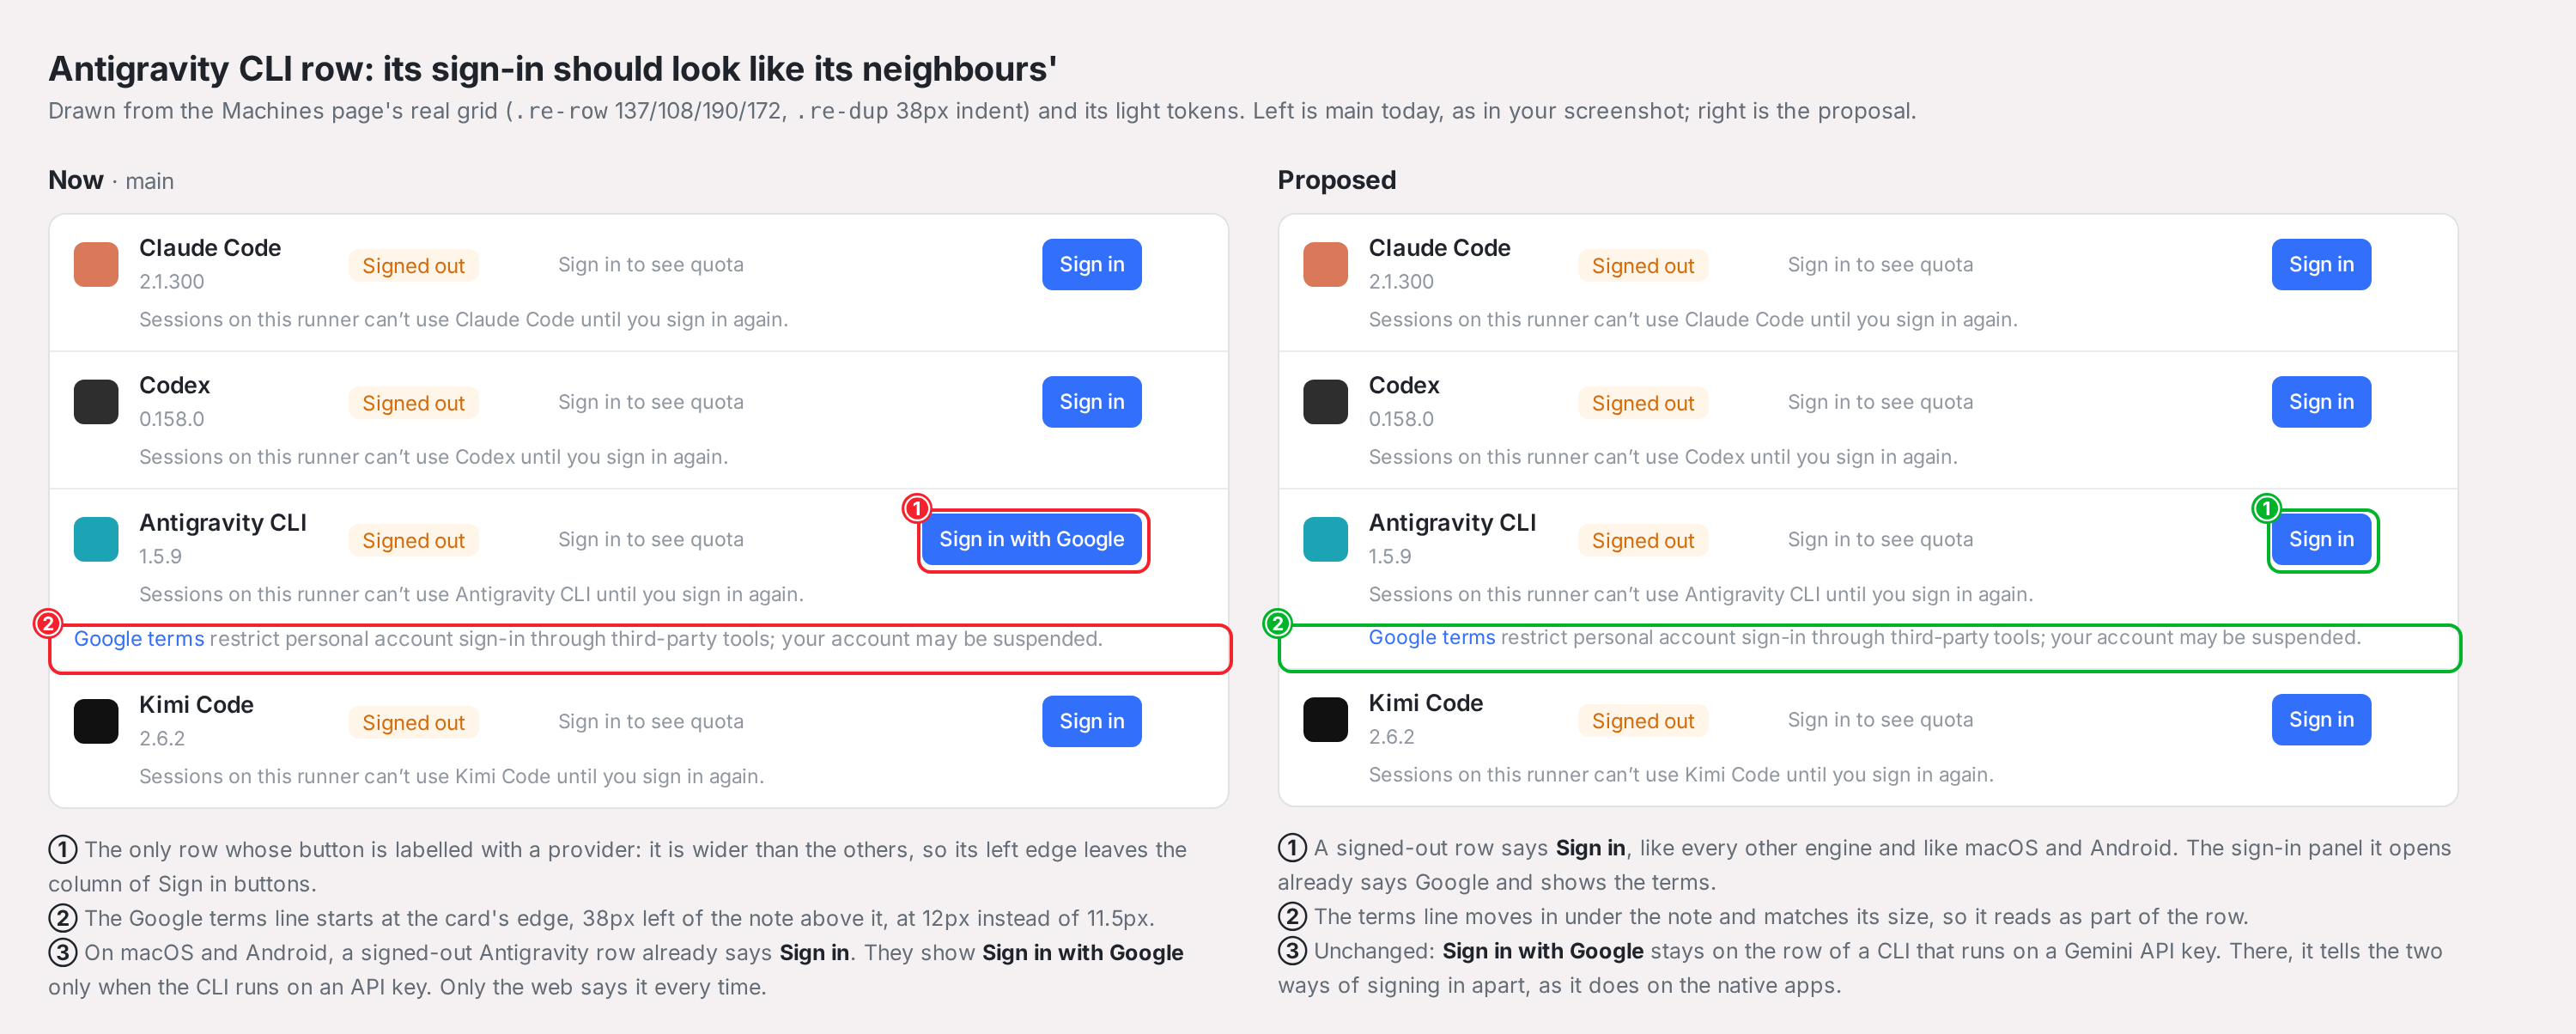 Antigravity CLI row: its sign-in should look like its neighbours'
Drawn from the Machines page's real grid (.re-row 137/108/190/172, .re-dup 38px indent) and its light tokens. Left is main today, as in your screenshot; right is the proposal.
Now · main
Claude Code
2.1.300
Signed out
Sign in to see quota
Sign in
Sessions on this runner can’t use Claude Code until you sign in again.
Codex
0.158.0
Signed out
Sign in to see quota
Sign in
Sessions on this runner can’t use Codex until you sign in again.
1
Antigravity CLI
1.5.9
Signed out
Sign in to see quota
Sign in with Google
Sessions on this runner can’t use Antigravity CLI until you sign in again.
2
Google terms restrict personal account sign-in through third-party tools; your account may be suspended.
Kimi Code
2.6.2
Signed out
Sign in to see quota
Sign in
Sessions on this runner can’t use Kimi Code until you sign in again.
① The only row whose button is labelled with a provider: it is wider than the others, so its left edge leaves the
column of Sign in buttons.
② The Google terms line starts at the card's edge, 38px left of the note above it, at 12px instead of 11.5px.
③ On macOS and Android, a signed-out Antigravity row already says Sign in. They show Sign in with Google
only when the CLI runs on an API key. Only the web says it every time.
Proposed
Claude Code
2.1.300
Signed out
Sign in to see quota
Sign in
Sessions on this runner can’t use Claude Code until you sign in again.
Codex
0.158.0
Signed out
Sign in to see quota
Sign in
Sessions on this runner can’t use Codex until you sign in again.
1
Antigravity CLI
1.5.9
Signed out
Sign in to see quota
Sign in
Sessions on this runner can’t use Antigravity CLI until you sign in again.
2
Google terms restrict personal account sign-in through third-party tools; your account may be suspended.
Kimi Code
2.6.2
Signed out
Sign in to see quota
Sign in
Sessions on this runner can’t use Kimi Code until you sign in again.
① A signed-out row says Sign in, like every other engine and like macOS and Android. The sign-in panel it opens
already says Google and shows the terms.
② The terms line moves in under the note and matches its size, so it reads as part of the row.
③ Unchanged: Sign in with Google stays on the row of a CLI that runs on a Gemini API key. There, it tells the two
ways of signing in apart, as it does on the native apps.